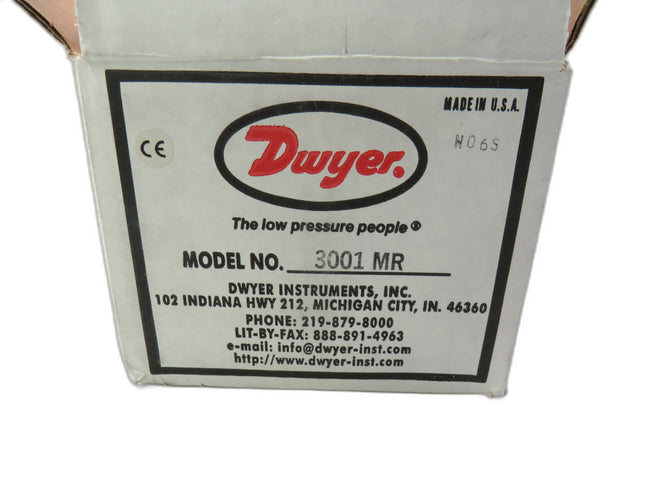 MADE IN U.S.A.
CE
N06S
Dwyer.
The low pressure people®
MODEL NO. 3001 MR
DWYER INSTRUMENTS, INC.
102 INDIANA HWY 212, MICHIGAN CITY, IN. 46360
PHONE: 219-879-8000
LIT-BY-FAX: 888-891-4963
e-mail: info@dwyer-inst.com
http://www.dwyer-inst.com